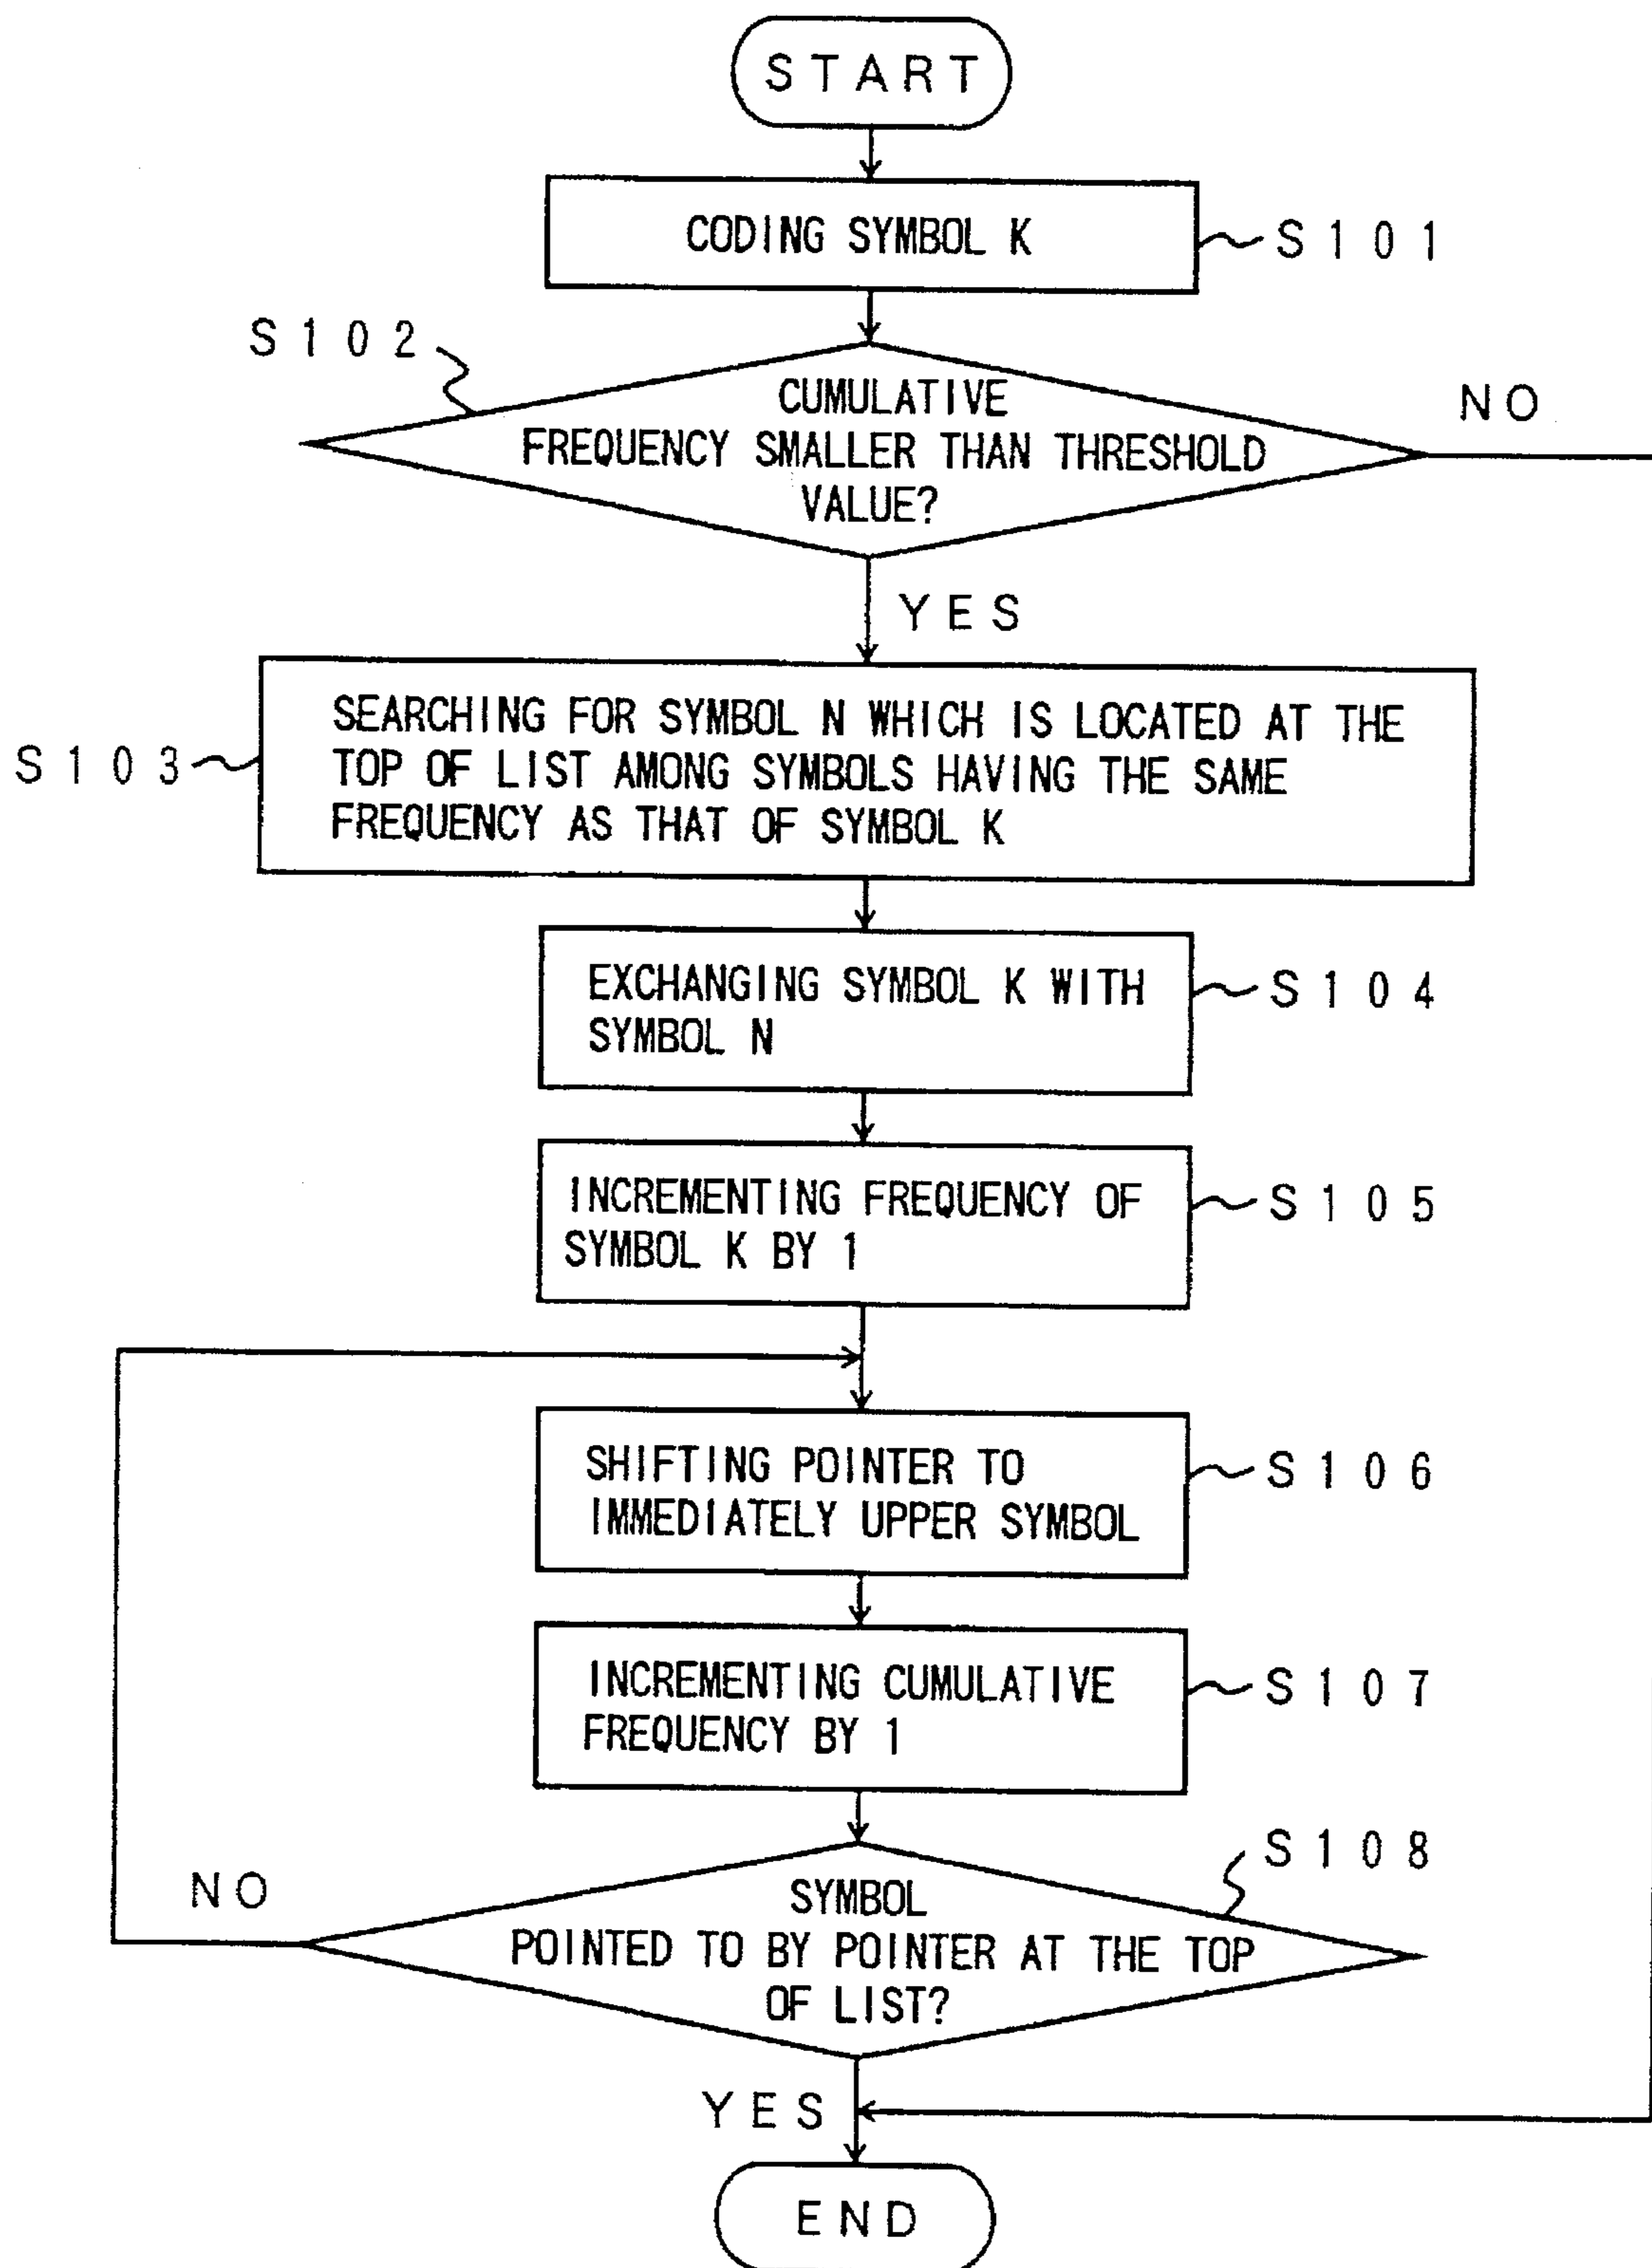 START
CODING SYMBOL K
S101
S102
CUMULATIVE
FREQUENCY SMALLER THAN THRESHOLD
VALUE?
NO
YES
S103
SEARCHING FOR SYMBOL N WHICH IS LOCATED AT THE
TOP OF LIST AMONG SYMBOLS HAVING THE SAME
FREQUENCY AS THAT OF SYMBOL K
EXCHANGING SYMBOL K WITH
SYMBOL N
S104
INCREMENTING FREQUENCY OF
SYMBOL K BY 1
S105
SHIFTING POINTER TO
IMMEDIATELY UPPER SYMBOL
S106
INCREMENTING CUMULATIVE
FREQUENCY BY 1
S107
S108
NO
SYMBOL
POINTED TO BY POINTER AT THE TOP
OF LIST?
YES
END